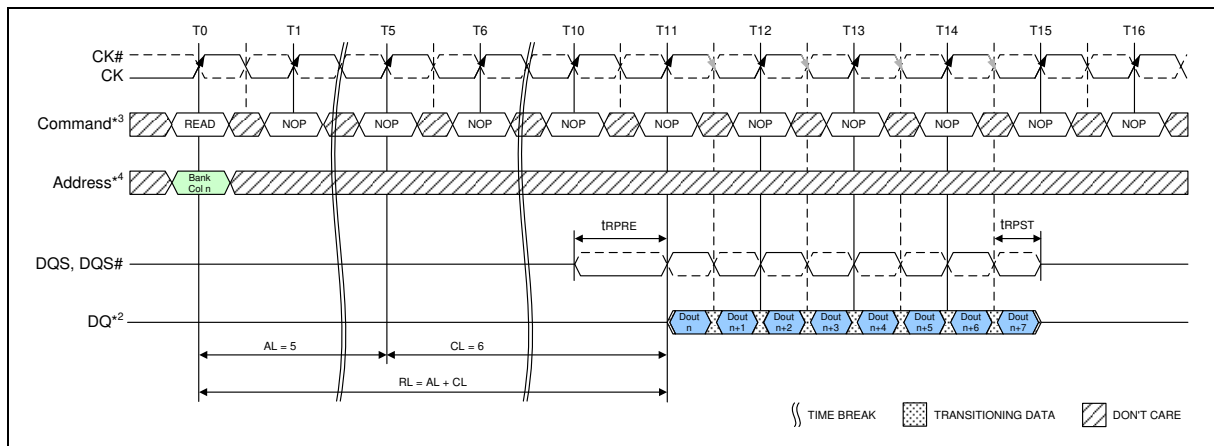 T0 T1 T5 T6 T10 T11 T12 T13 T14 T15 T16
CK#
CK
Command*3 READ NOP NOP NOP NOP NOP NOP NOP NOP NOP NOP
Address*4 Bank Col n
tRPRE tRPST
DQS, DQS#
DQ*2 Dout n Dout n+1 Dout n+2 Dout n+3 Dout n+4 Dout n+5 Dout n+6 Dout n+7
AL = 5 CL = 6
RL = AL + CL
TIME BREAK TRANSITIONING DATA DON'T CARE